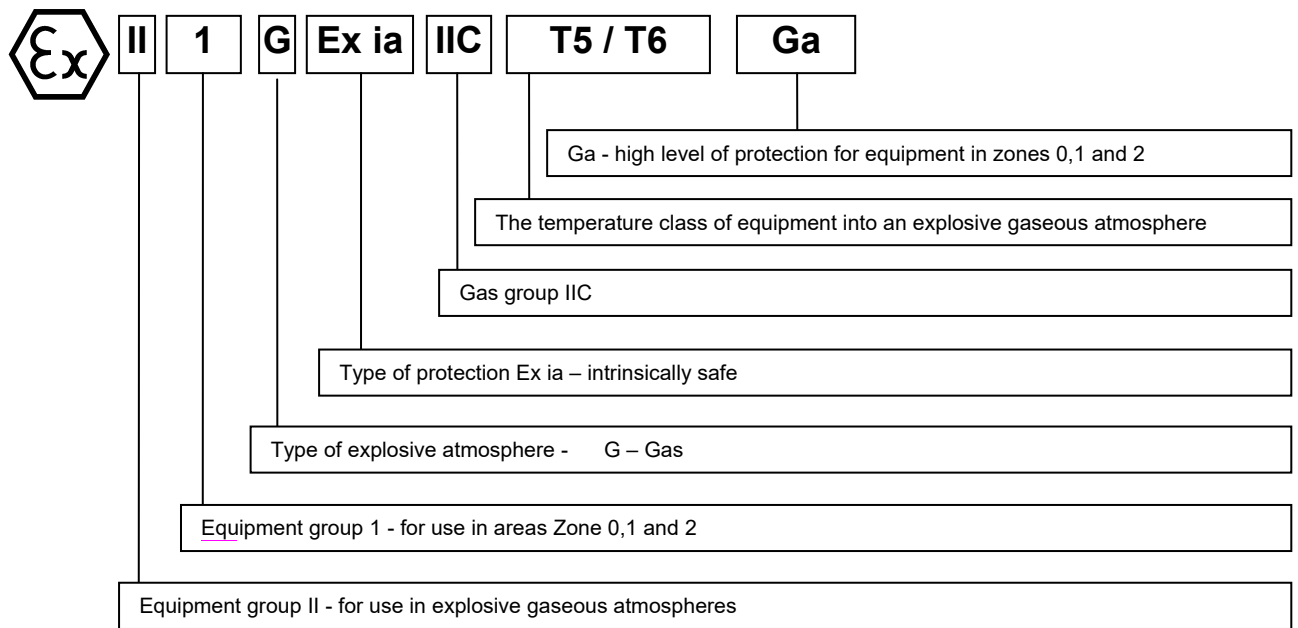 Ex II 1 G Ex ia IIC T5 / T6 Ga
Ga - high level of protection for equipment in zones 0,1 and 2
The temperature class of equipment into an explosive gaseous atmosphere
Gas group IIC
Type of protection Ex ia – intrinsically safe
Type of explosive atmosphere - G – Gas
Equipment group 1 - for use in areas Zone 0,1 and 2
Equipment group II - for use in explosive gaseous atmospheres